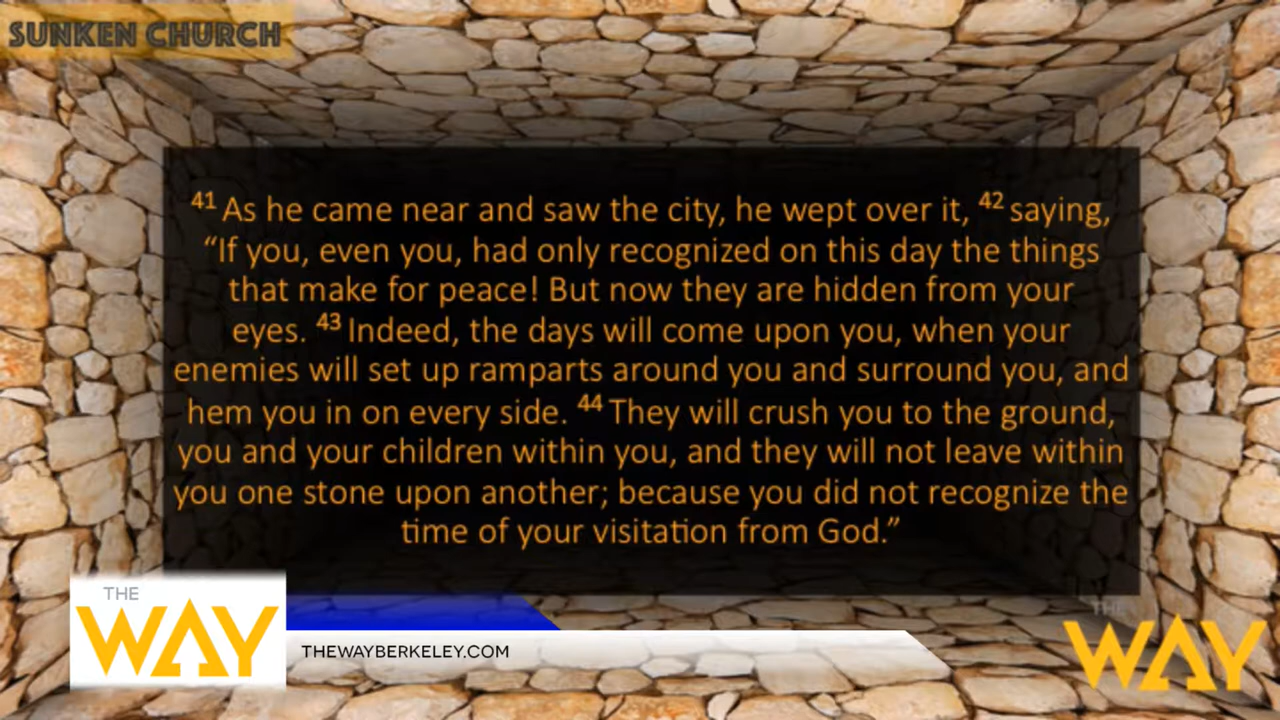 SUNKEN CHURCH
41 As he came near and saw the city, he wept over it, 42 saying,
“If you, even you, had only recognized on this day the things
that make for peace! But now they are hidden from your
eyes. 43 Indeed, the days will come upon you, when your
enemies will set up ramparts around you and surround you, and
hem you in on every side. 44 They will crush you to the ground,
you and your children within you, and they will not leave within
you one stone upon another; because you did not recognize the
time of your visitation from God.”
THE
WAY
THEWAYBERKELEY.COM
THE
WAY